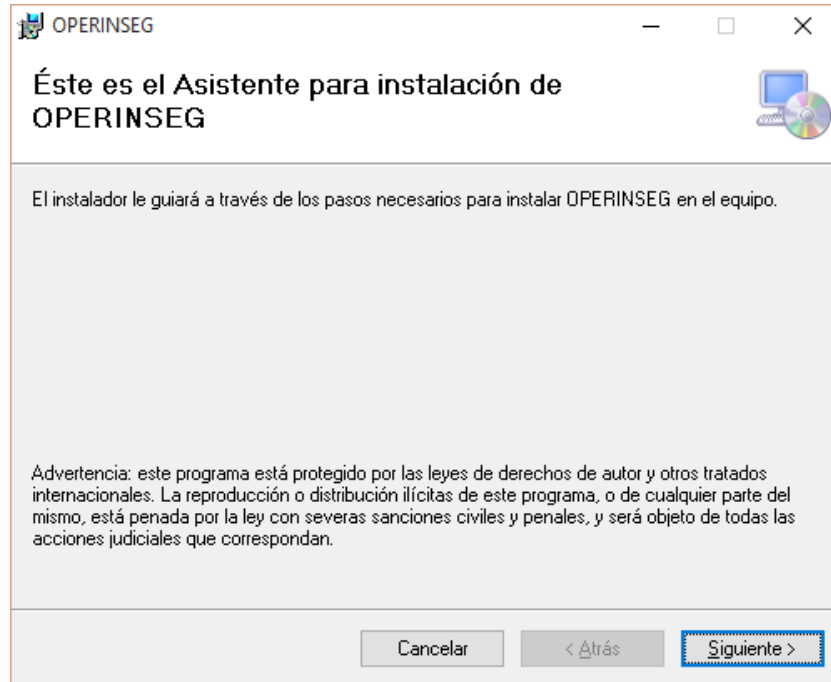 OPERINSEG
Éste es el Asistente para instalación de
OPERINSEG
El instalador le guiará a través de los pasos necesarios para instalar OPERINSEG en el equipo.
Advertencia: este programa está protegido por las leyes de derechos de autor y otros tratados
internacionales. La reproducción o distribución ilícitas de este programa, o de cualquier parte del
mismo, está penada por la ley con severas sanciones civiles y penales, y será objeto de todas las
acciones judiciales que correspondan.
Cancelar < Atrás Siguiente >